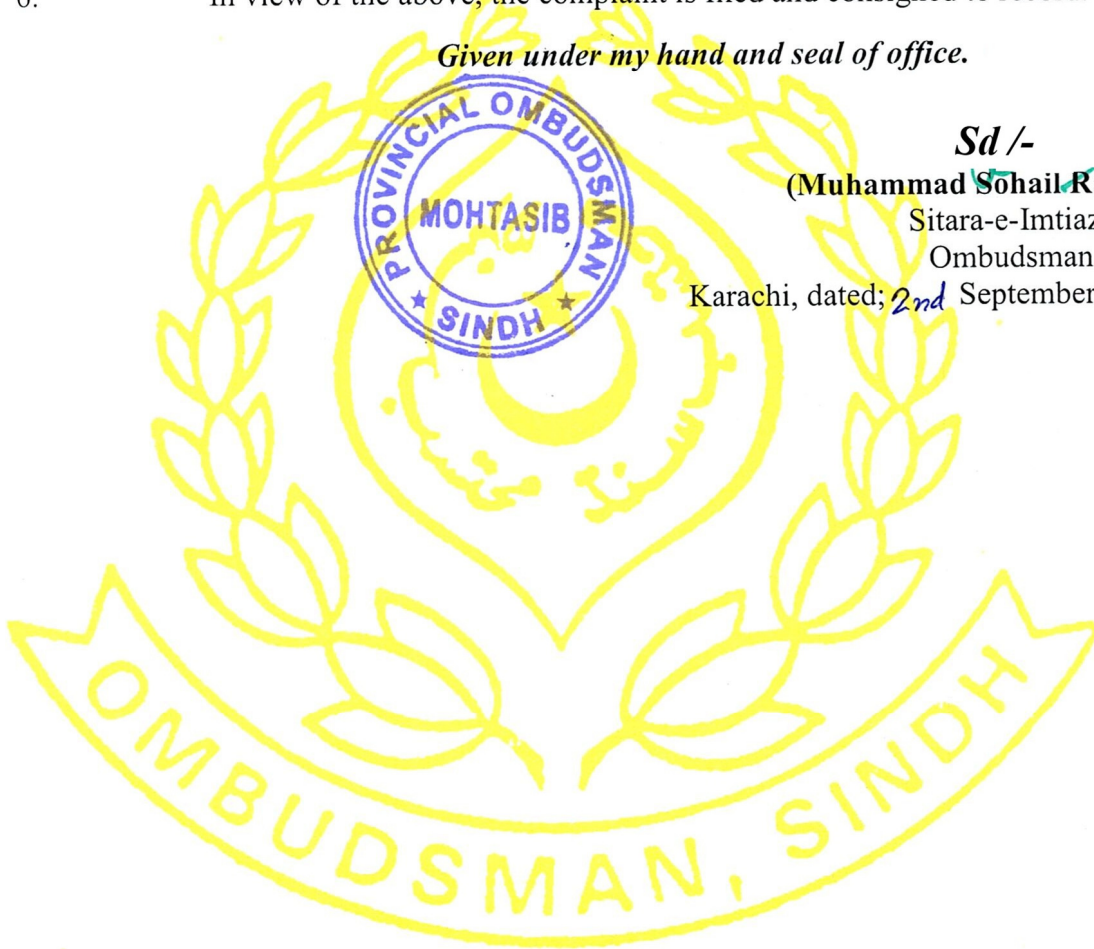 6. In view of the above, the complaint is filed and consigned to
Given under my hand and seal of office.
PROVINCIAL OMBUDSMAN
MOHTASIB
SINDH
Sd /-
(Muhammad Sohail R
Sitara-e-Imtiaz
Ombudsman
Karachi, dated; 2nd September
OMBUDSMAN, SINDH